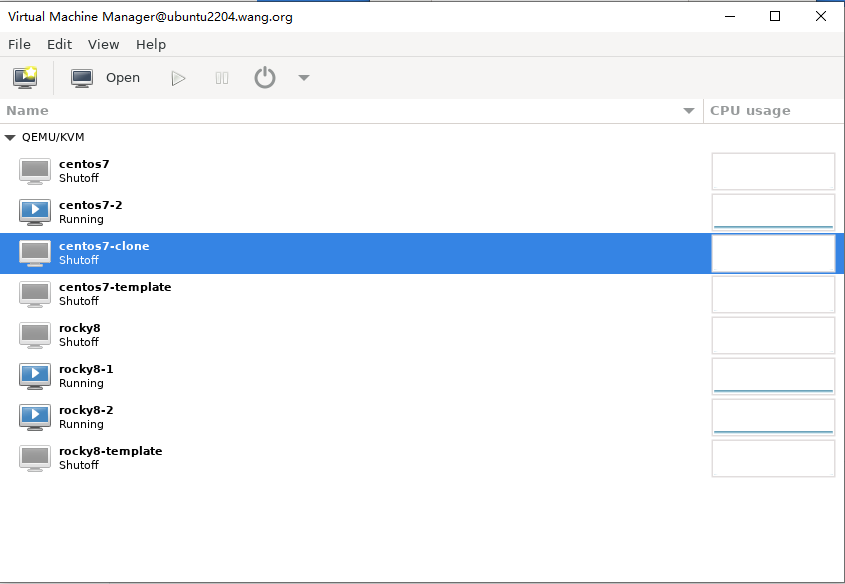 Virtual Machine Manager@ubuntu2204.wang.org
File Edit View Help
Open
Name CPU usage
QEMU/KVM
centos7
Shutoff
centos7-2
Running
centos7-clone
Shutoff
centos7-template
Shutoff
rocky8
Shutoff
rocky8-1
Running
rocky8-2
Running
rocky8-template
Shutoff